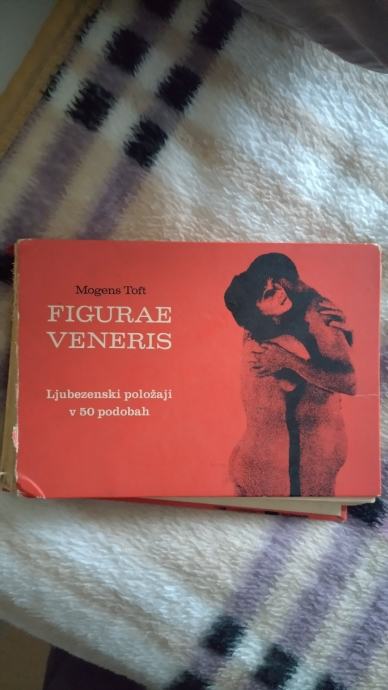 Mogens Toft
FIGURAE
VENERIS
Ljubezenski položaji
v 50 podobah